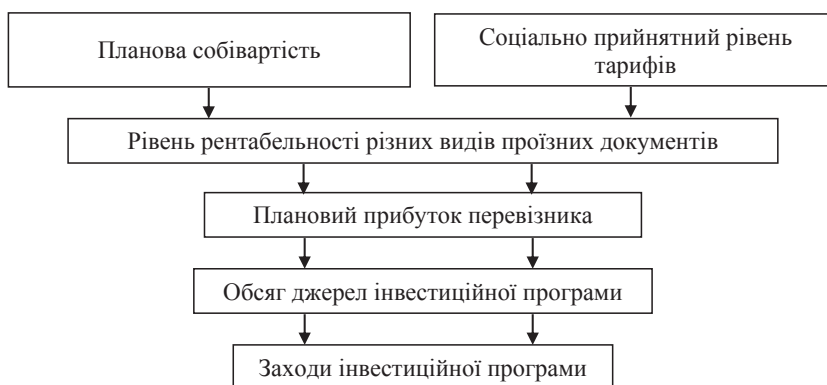 Планова собівартість
Соціально прийнятний рівень
тарифів
Рівень рентабельності різних видів проїзних документів
Плановий прибуток перевізника
Обсяг джерел інвестиційної програми
Заходи інвестиційної програми